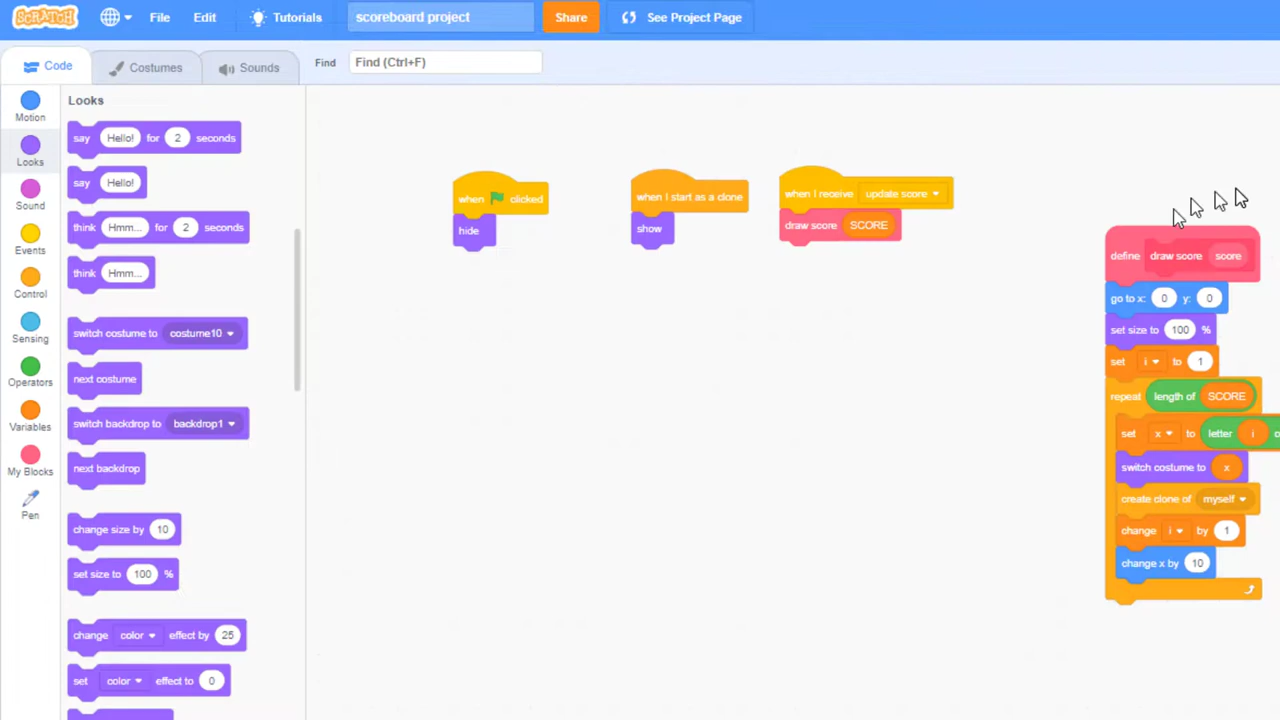 SCRATCH File Edit Tutorials scoreboard project Share See Project Page
Code Costumes Sounds Find Find (Ctrl+F)
Motion
Looks
Sound
Events
Control
Sensing
Operators
Variables
My Blocks
Pen
Looks
say Hello! for 2 seconds
say Hello!
think Hmm... for 2 seconds
think Hmm...
switch costume to costume10
next costume
switch backdrop to backdrop1
next backdrop
change size by 10
set size to 100 %
change color effect by 25
set color effect to 0
when clicked
hide
when I start as a clone
show
when I receive update score
draw score SCORE
define draw score score
go to x: 0 y: 0
set size to 100 %
set i to 1
repeat length of SCORE
set x to letter i
switch costume to x
create clone of myself
change i by 1
change x by 10